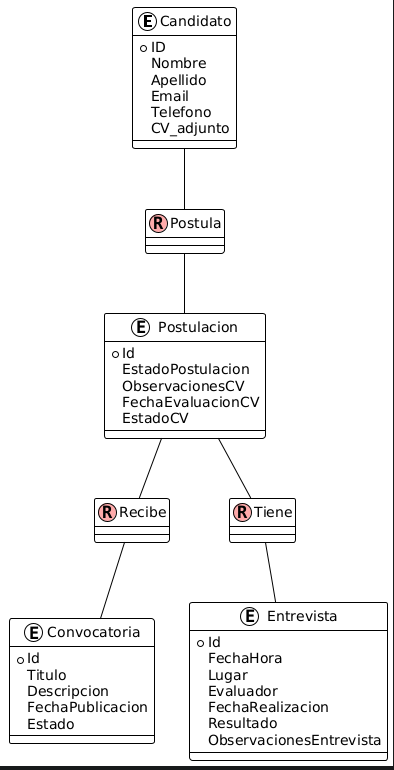 E Candidato
ID
Nombre
Apellido
Email
Telefono
CV_adjunto
R Postula
E Postulacion
Id
EstadoPostulacion
ObservacionesCV
FechaEvaluacionCV
EstadoCV
R Recibe
R Tiene
E Convocatoria
Id
Titulo
Descripcion
FechaPublicacion
Estado
E Entrevista
Id
FechaHora
Lugar
Evaluador
FechaRealizacion
Resultado
ObservacionesEntrevista